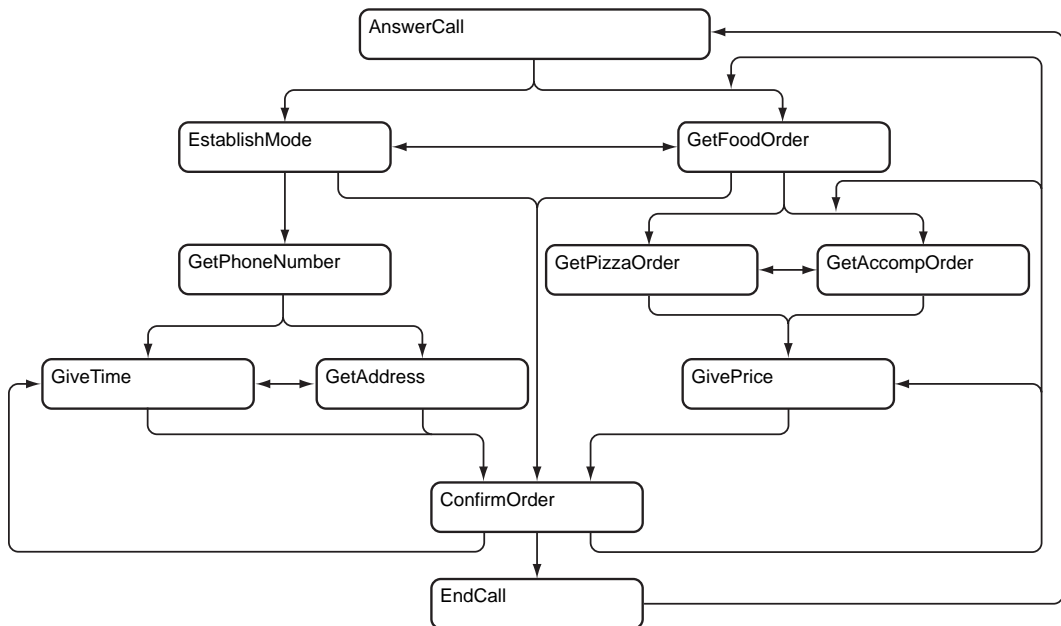 AnswerCall
EstablishMode
GetFoodOrder
GetPhoneNumber
GetPizzaOrder
GetAccompOrder
GiveTime
GetAddress
GivePrice
ConfirmOrder
EndCall